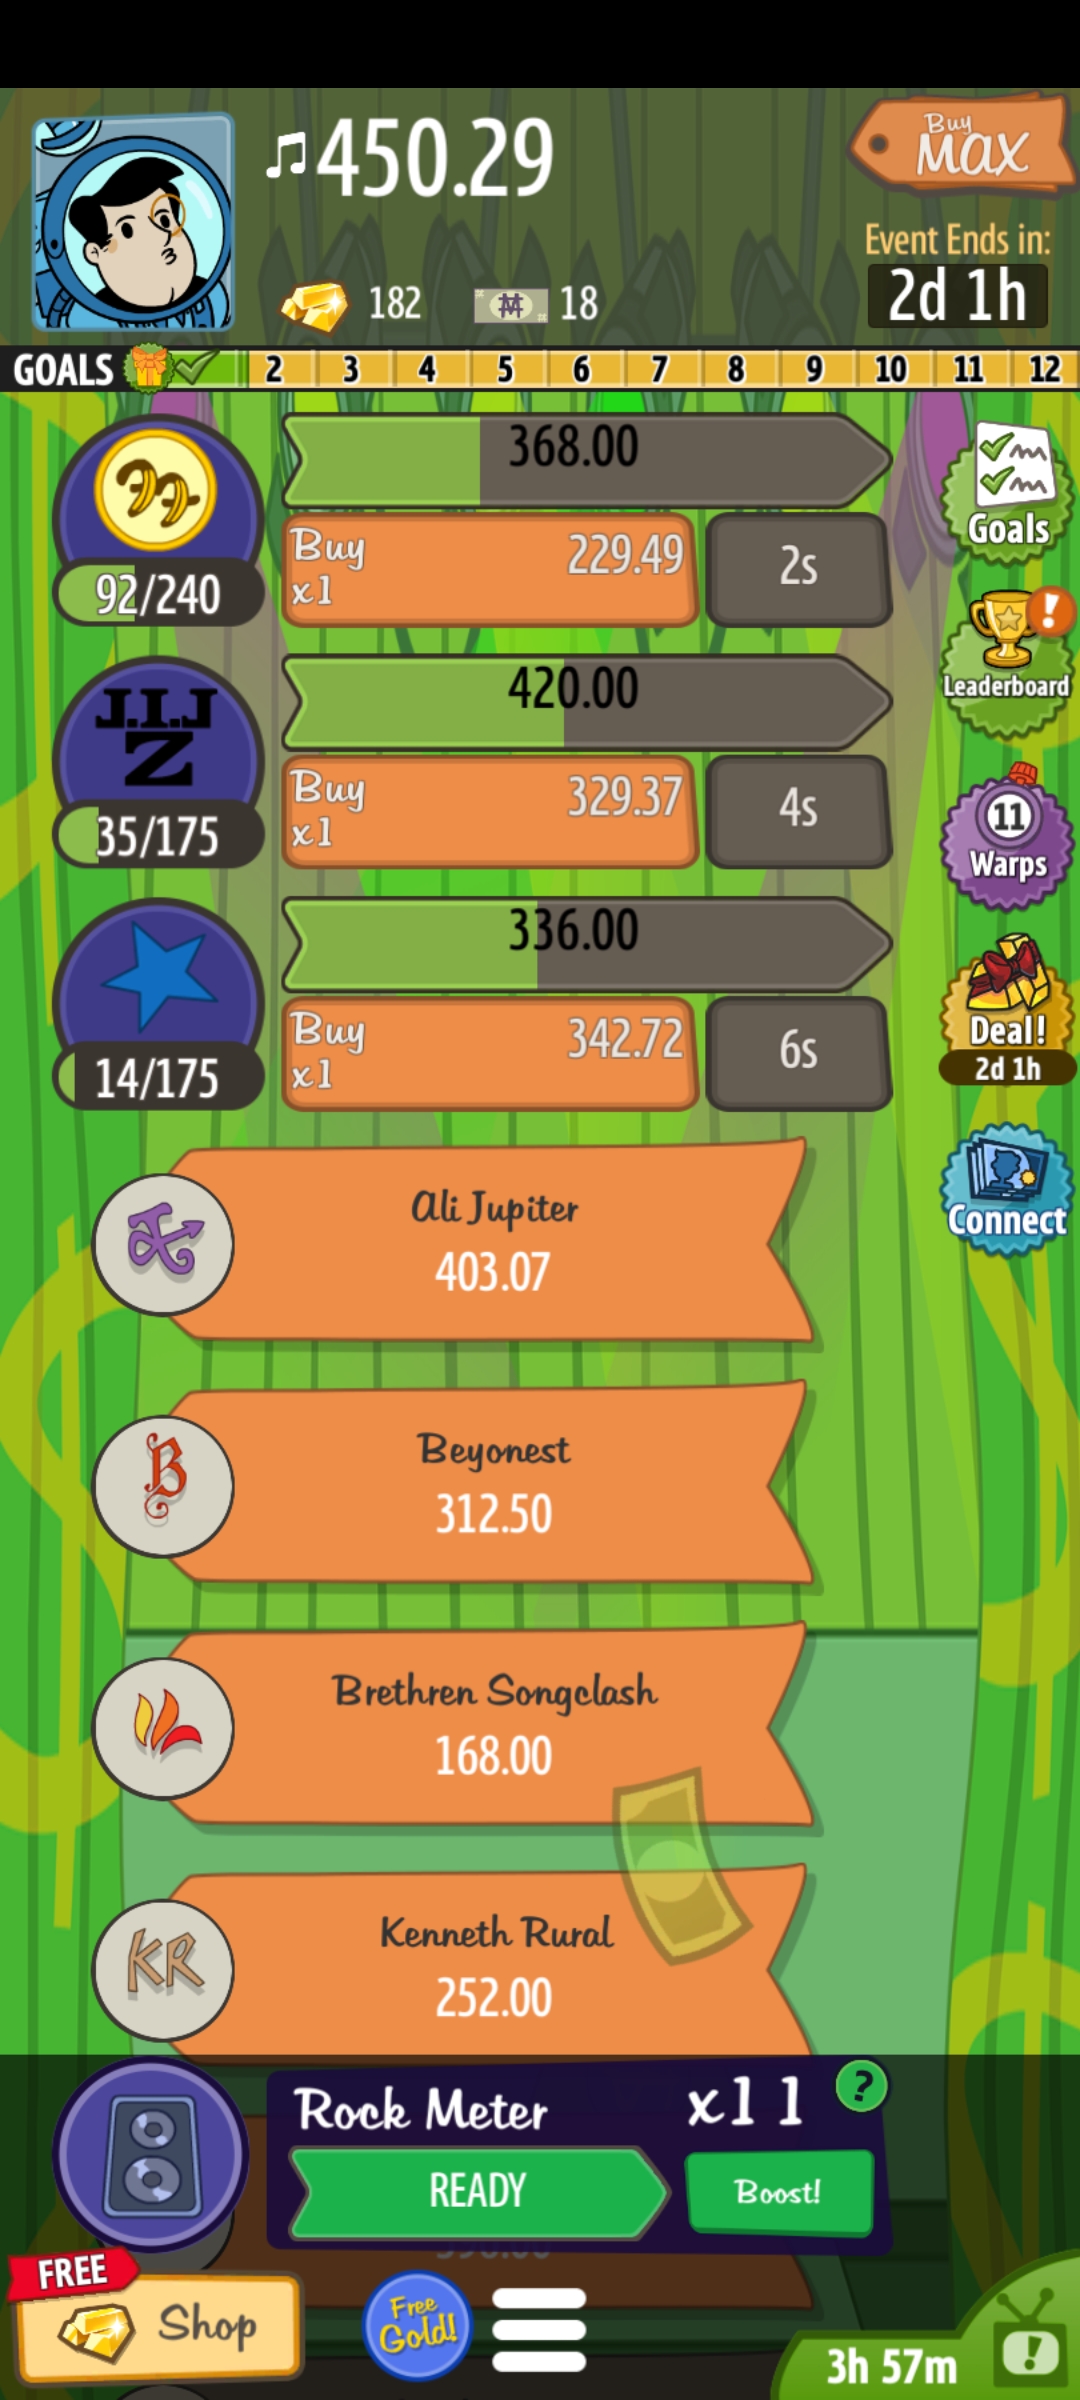 450.29
Buy
MAX
Event Ends in:
2d 1h
182
18
GOALS 2 3 4 5 6 7 8 9 10 11 12
368.00
Buy
x1
229.49
2s
92/240
Goals
J.I.J
Z
420.00
Buy
x1
329.37
4s
35/175
Leaderboard
336.00
Buy
x1
342.72
6s
14/175
11
Warps
Deal!
2d 1h
Connect
Ali Jupiter
403.07
B
Beyonest
312.50
Brethren Songclash
168.00
KR
Kenneth Rural
252.00
Rock Meter
x1 1
?
READY
Boost!
FREE
Shop
Free
Gold!
3h 57m